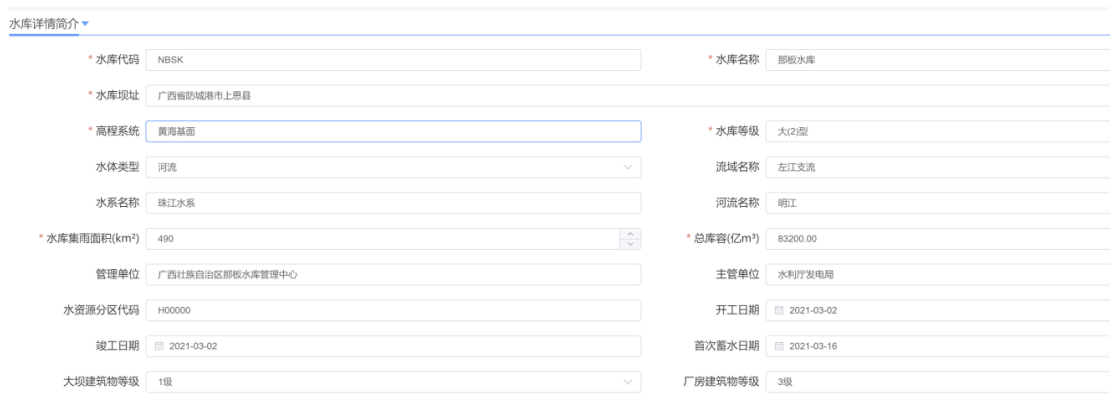 水库详情简介
* 水库代码 NBSK * 水库名称 那板水库
* 水库坝址 广西省防城港市上思县
* 高程系统 黄海基面 * 水库等级 大(2)型
水体类型 河流 流域名称 左江支流
水系名称 珠江水系 河流名称 明江
* 水库集雨面积(km²) 490 * 总库容(亿m³) 83200.00
管理单位 广西壮族自治区那板水库管理中心 主管单位 水利厅发电局
水资源分区代码 H00000 开工日期 2021-03-02
竣工日期 2021-03-02 首次蓄水日期 2021-03-16
大坝建筑物等级 1级 厂房建筑物等级 3级